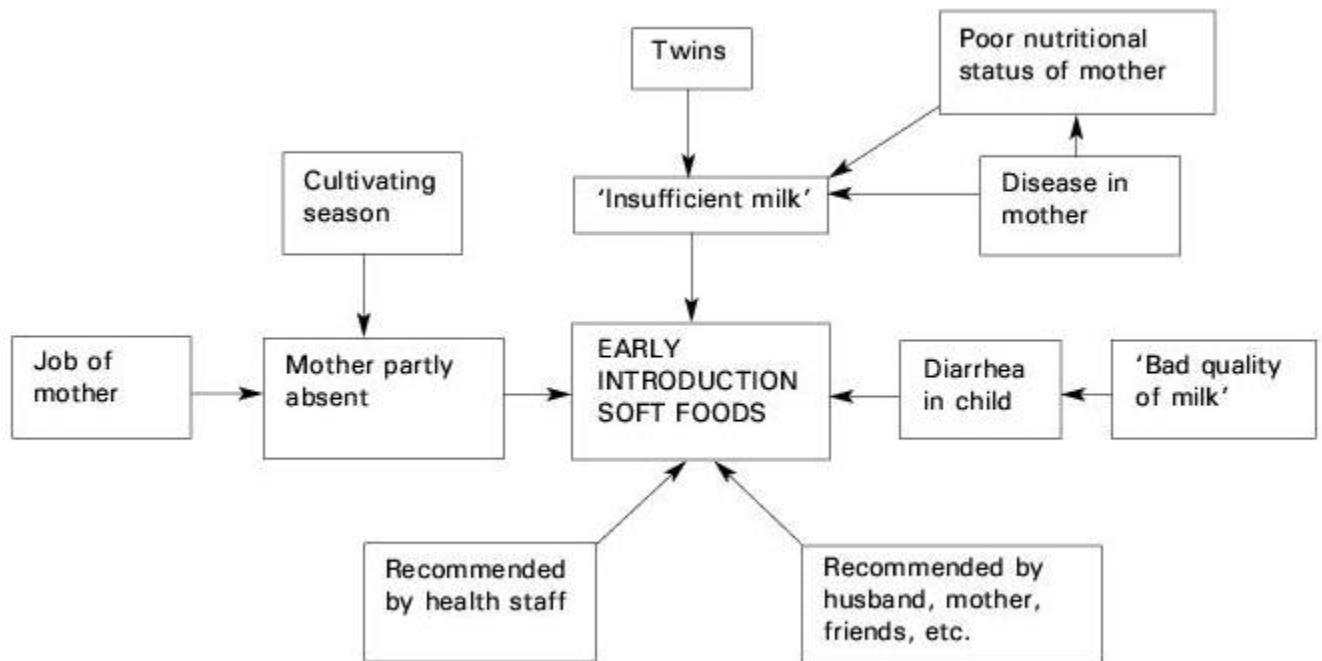 Twins
Poor nutritional
status of mother
Cultivating
season
'Insufficient milk'
Disease in
mother
Job of
mother
Mother partly
absent
EARLY
INTRODUCTION
SOFT FOODS
Diarrhea
in child
'Bad quality
of milk'
Recommended
by health staff
Recommended by
husband, mother,
friends, etc.